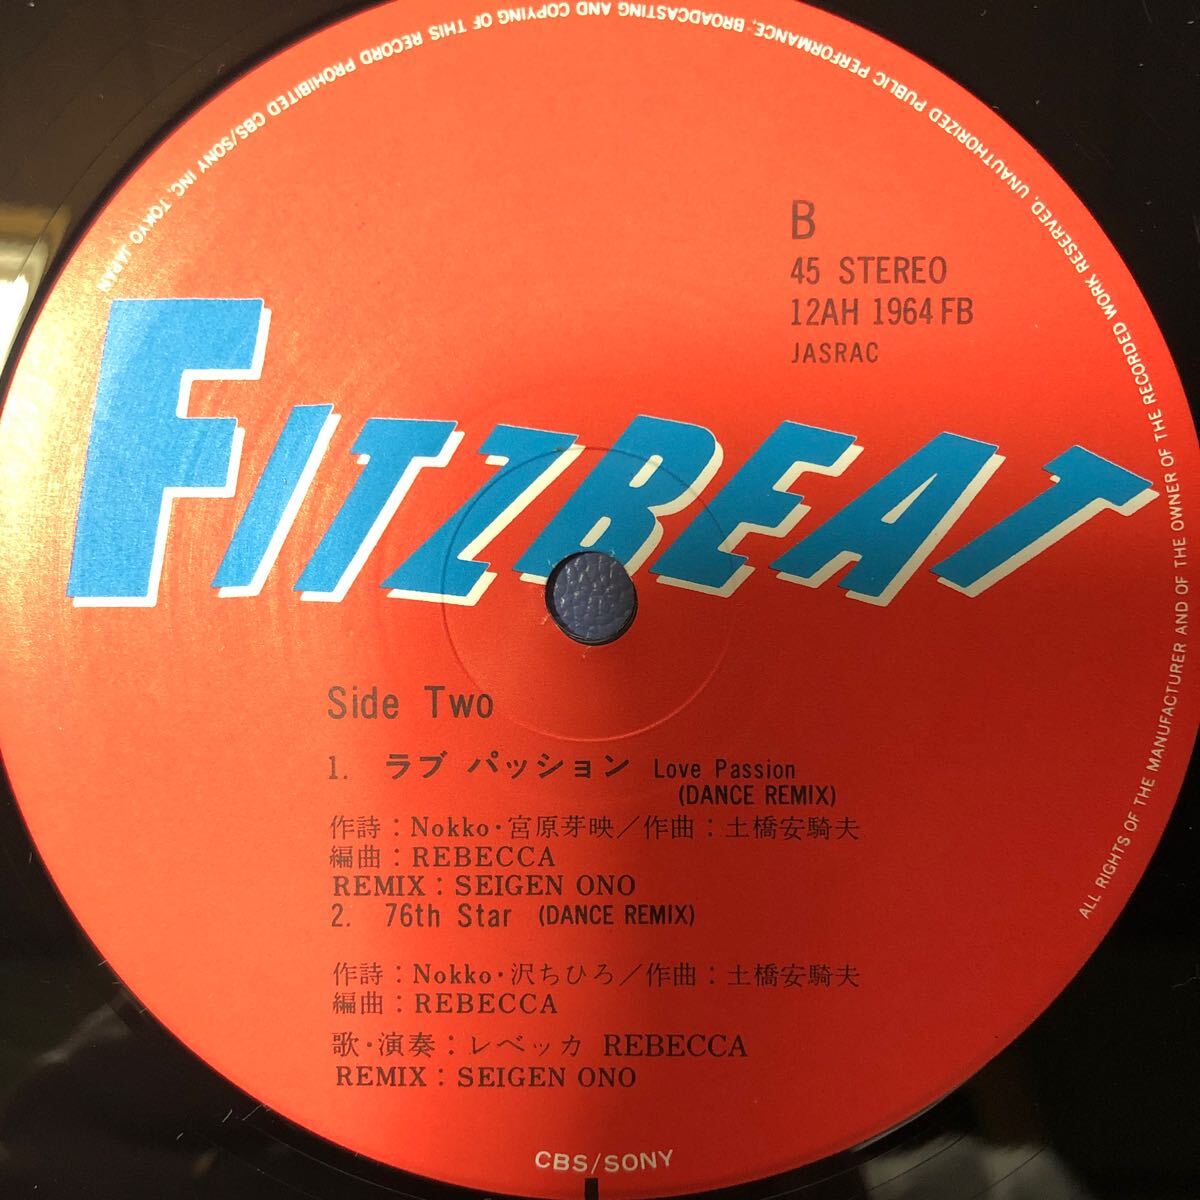 B
45 STEREO
12AH 1964 FB
JASRAC
FITZBEAT
Side Two
1. ラブ パッション Love Passion
(DANCE REMIX)
作詩：Nokko・宮原芽映／作曲：土橋安騎夫
編曲：REBECCA
REMIX：SEIGEN ONO
2. 76th Star (DANCE REMIX)
作詩：Nokko・沢ちひろ／作曲：土橋安騎夫
編曲：REBECCA
歌・演奏：レベッカ REBECCA
REMIX：SEIGEN ONO
CBS/SONY
ALL RIGHTS OF THE MANUFACTURER AND OF THE OWNER OF THE RECORDED WORK RESERVED. UNAUTHORIZED PUBLIC PERFORMANCE, BROADCASTING AND COPYING OF THIS RECORD PROHIBITED CBS/SONY INC. TOKYO JAPAN